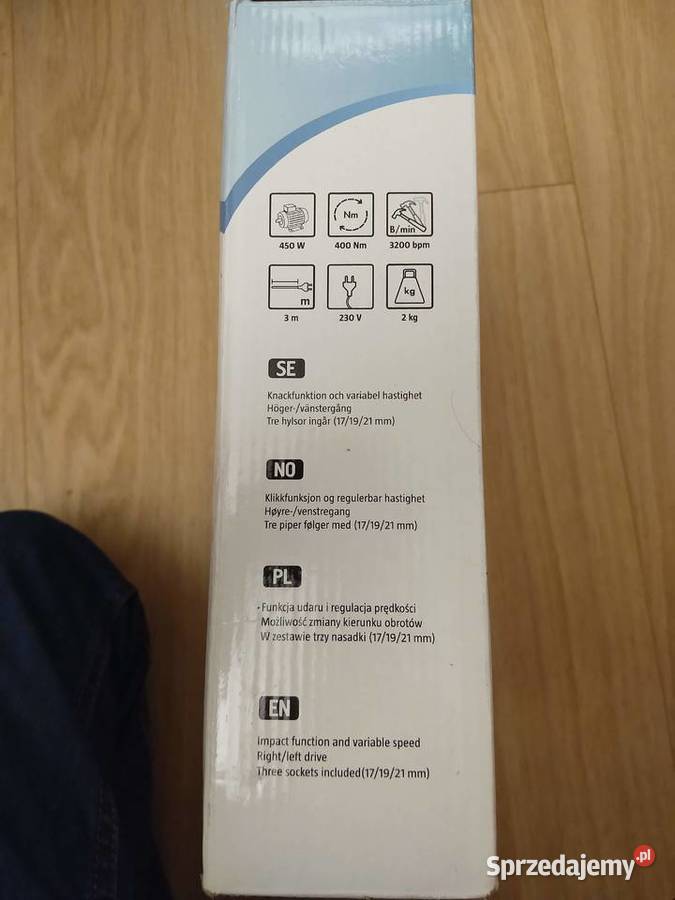 Nm
B/min
450 W
400 Nm
3200 bpm
m
kg
3 m
230 V
2 kg
SE
Knackfunktion och variabel hastighet
Höger-/vänstergång
Tre hylsor ingår (17/19/21 mm)
NO
Klikkfunksjon og regulerbar hastighet
Høyre-/venstregang
Tre piper følger med (17/19/21 mm)
PL
Funkcja udaru i regulacja prędkości
Możliwość zmiany kierunku obrotów
W zestawie trzy nasadki (17/19/21 mm)
EN
Impact function and variable speed
Right/left drive
Three sockets included(17/19/21 mm)
Sprzedajemy.pl